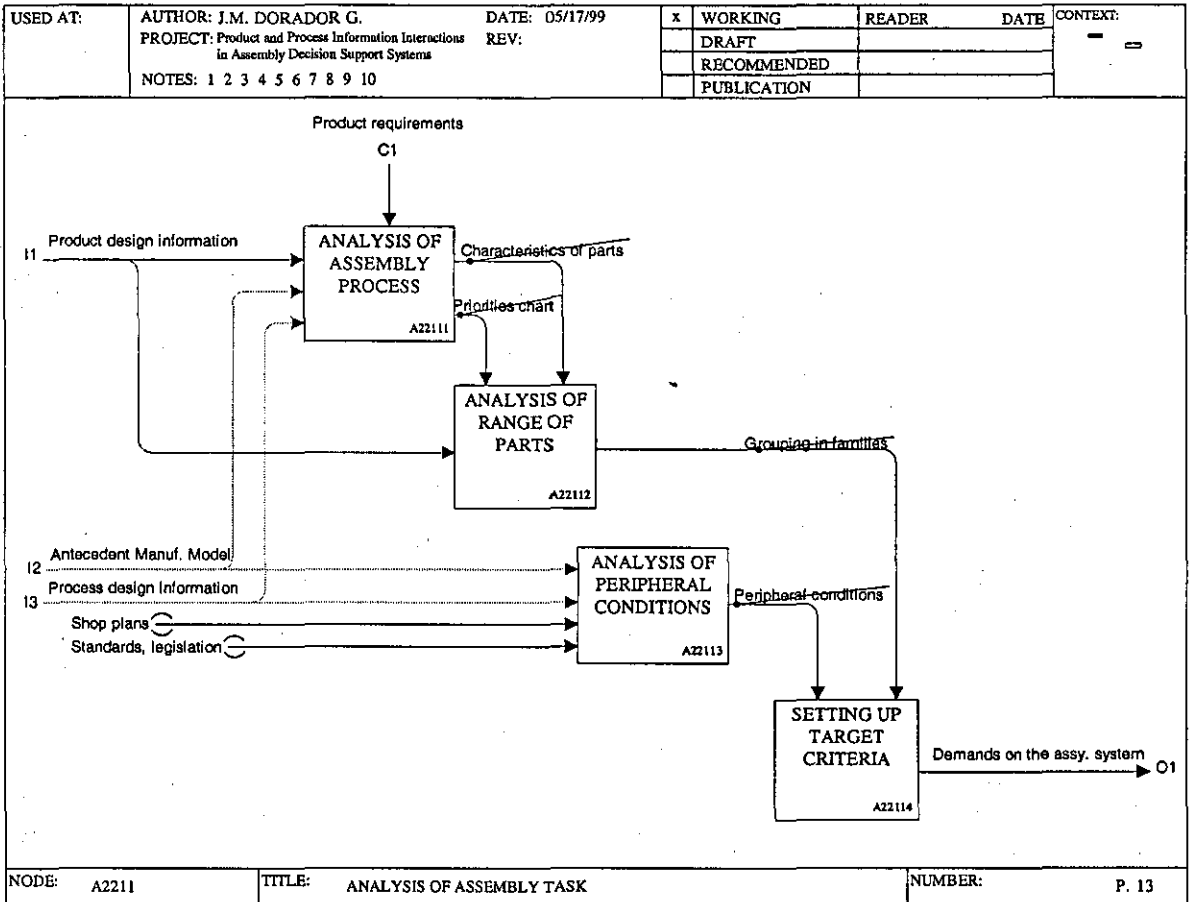 USED AT:
AUTHOR: J.M. DORADOR G.
DATE: 05/17/99
PROJECT: Product and Process Information Interactions
in Assembly Decision Support Systems
REV:
NOTES: 1 2 3 4 5 6 7 8 9 10
x WORKING
DRAFT
RECOMMENDED
PUBLICATION
READER DATE
CONTEXT:
Product requirements
C1
I1 Product design information
ANALYSIS OF
ASSEMBLY
PROCESS
A22111
Characteristics of parts
Priorities chart
ANALYSIS OF
RANGE OF
PARTS
A22112
Grouping in families
I2 Antecedent Manuf. Model
I3 Process design Information
Shop plans
Standards, legislation
ANALYSIS OF
PERIPHERAL
CONDITIONS
A22113
Peripheral conditions
SETTING UP
TARGET
CRITERIA
A22114
Demands on the assy. system
O1
NODE: A2211
TITLE: ANALYSIS OF ASSEMBLY TASK
NUMBER: P. 13